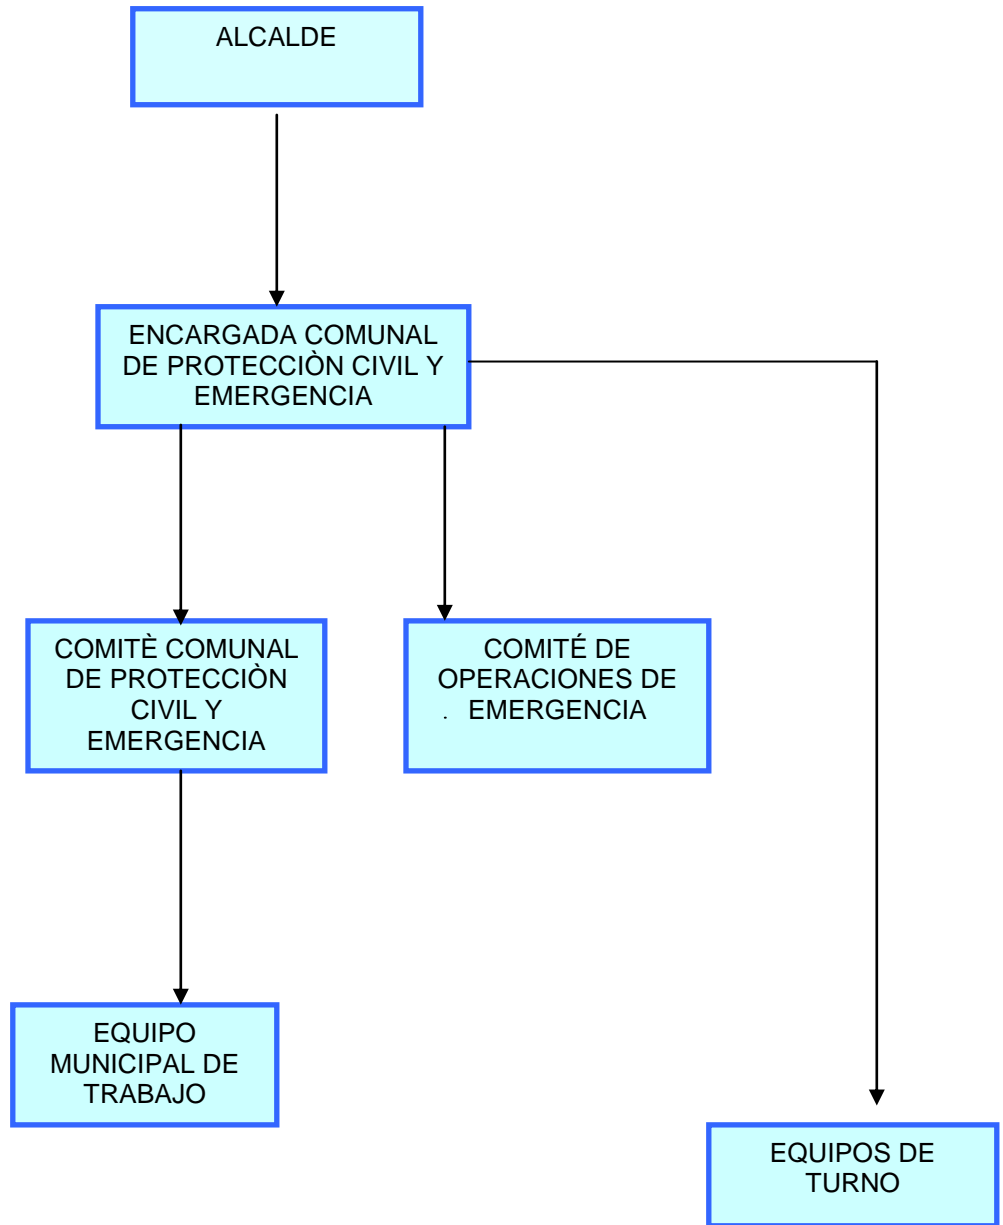 ALCALDE
ENCARGADA COMUNAL
DE PROTECCIÒN CIVIL Y
EMERGENCIA
COMITÈ COMUNAL
DE PROTECCIÒN
CIVIL Y
EMERGENCIA
COMITÉ DE
OPERACIONES DE
. EMERGENCIA
EQUIPO
MUNICIPAL DE
TRABAJO
EQUIPOS DE
TURNO